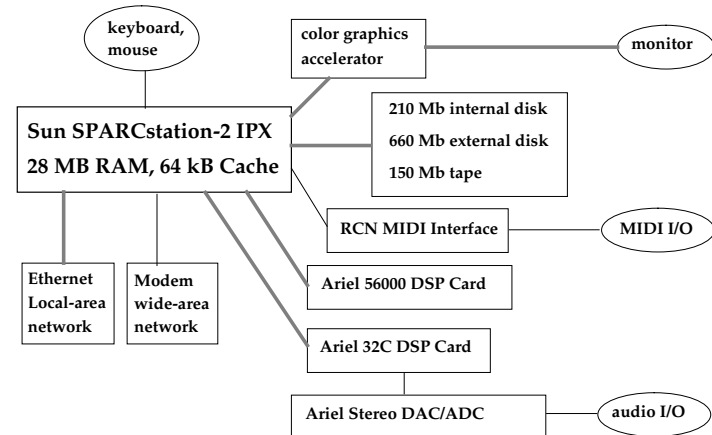 keyboard,
mouse
color graphics
accelerator
monitor
Sun SPARCstation-2 IPX
28 MB RAM, 64 kB Cache
210 Mb internal disk
660 Mb external disk
150 Mb tape
RCN MIDI Interface
MIDI I/O
Ethernet
Local-area
network
Modem
wide-area
network
Ariel 56000 DSP Card
Ariel 32C DSP Card
Ariel Stereo DAC/ADC
audio I/O